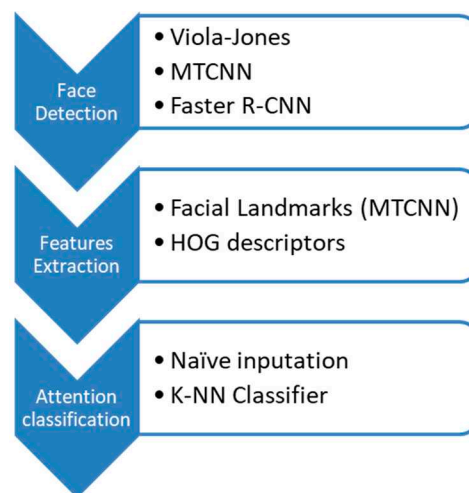 Face
Detection
• Viola-Jones
• MTCNN
• Faster R-CNN
Features
Extraction
• Facial Landmarks (MTCNN)
• HOG descriptors
Attention
classification
• Naïve inputation
• K-NN Classifier